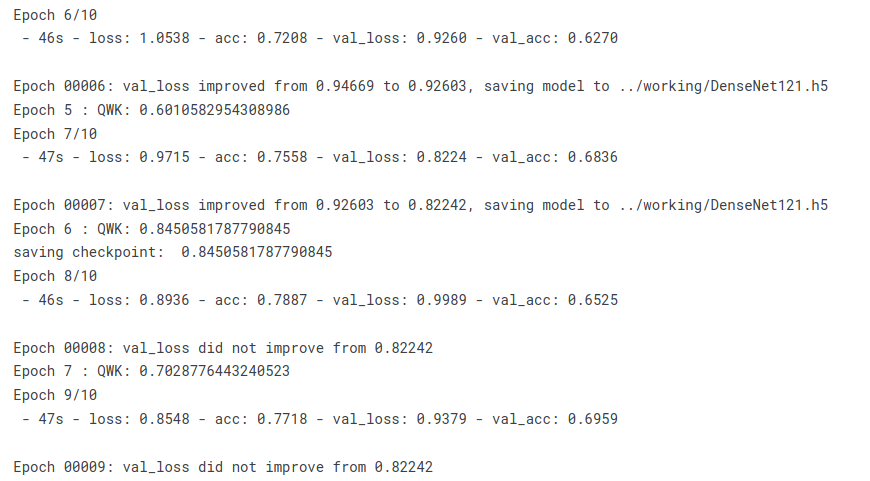 Epoch 6/10
- 46s - loss: 1.0538 - acc: 0.7208 - val_loss: 0.9260 - val_acc: 0.6270
Epoch 00006: val_loss improved from 0.94669 to 0.92603, saving model to ../working/DenseNet121.h5
Epoch 5 : QWK: 0.6010582954308986
Epoch 7/10
- 47s - loss: 0.9715 - acc: 0.7558 - val_loss: 0.8224 - val_acc: 0.6836
Epoch 00007: val_loss improved from 0.92603 to 0.82242, saving model to ../working/DenseNet121.h5
Epoch 6 : QWK: 0.8450581787790845
saving checkpoint:  0.8450581787790845
Epoch 8/10
- 46s - loss: 0.8936 - acc: 0.7887 - val_loss: 0.9989 - val_acc: 0.6525
Epoch 00008: val_loss did not improve from 0.82242
Epoch 7 : QWK: 0.7028776443240523
Epoch 9/10
- 47s - loss: 0.8548 - acc: 0.7718 - val_loss: 0.9379 - val_acc: 0.6959
Epoch 00009: val_loss did not improve from 0.82242